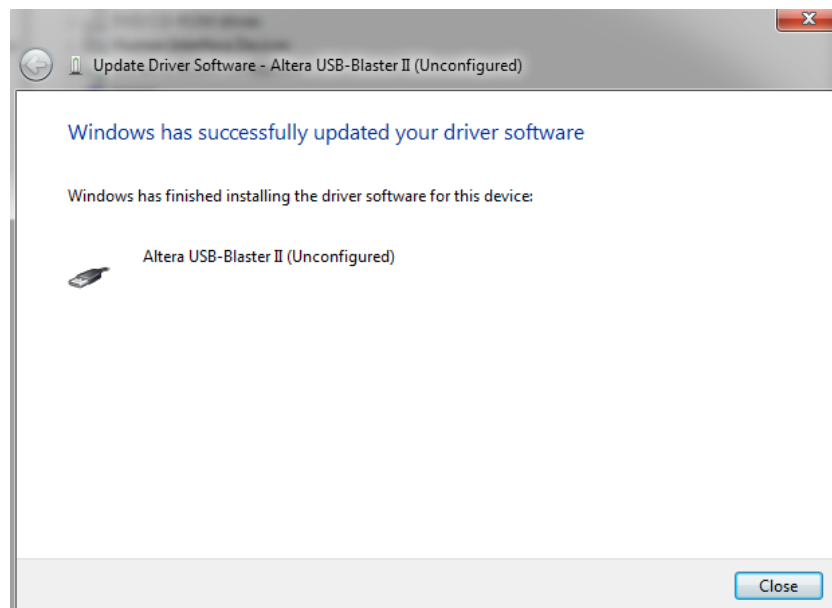 Update Driver Software - Altera USB-Blaster II (Unconfigured)
Windows has successfully updated your driver software
Windows has finished installing the driver software for this device:
Altera USB-Blaster II (Unconfigured)
Close